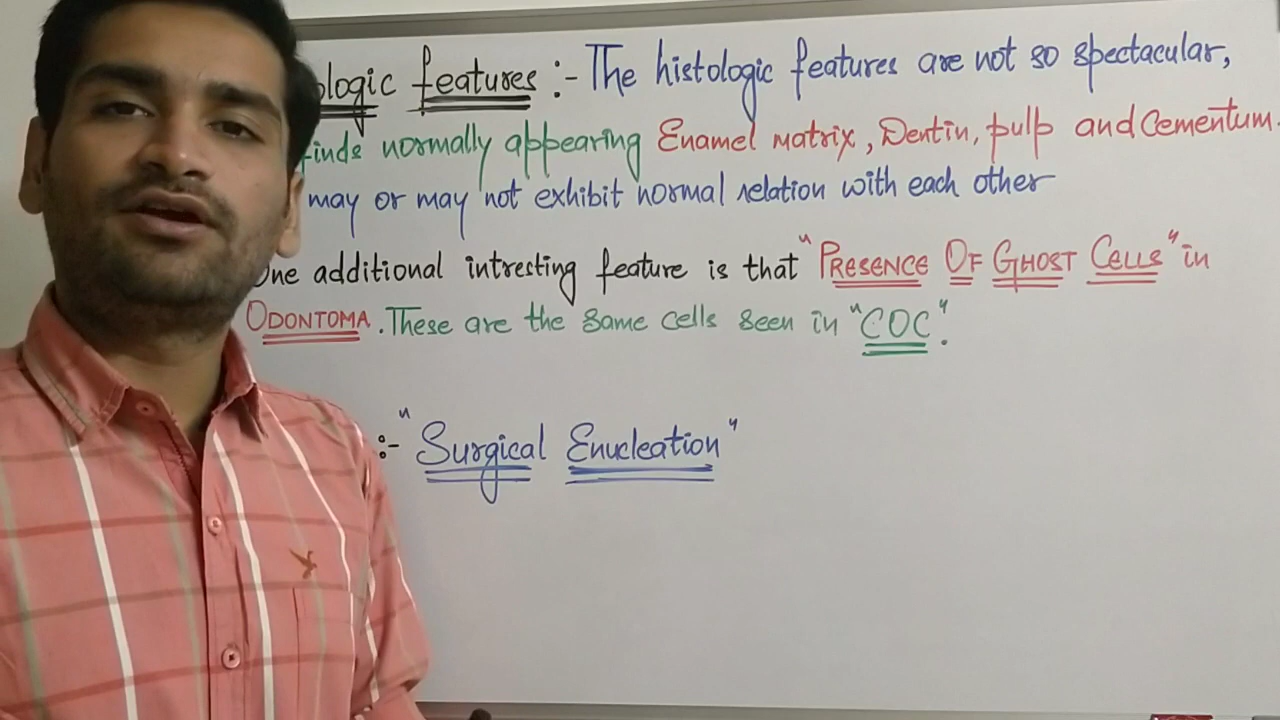 ologic features :- The histologic features are not so spectacular,
finds normally appearing Enamel matrix, Dentin, pulp and Cementum.
may or may not exhibit normal relation with each other
One additional intresting feature is that "PRESENCE OF GHOST CELLS" in
ODONTOMA. These are the same cells seen in "COC".
:- "Surgical Enucleation"